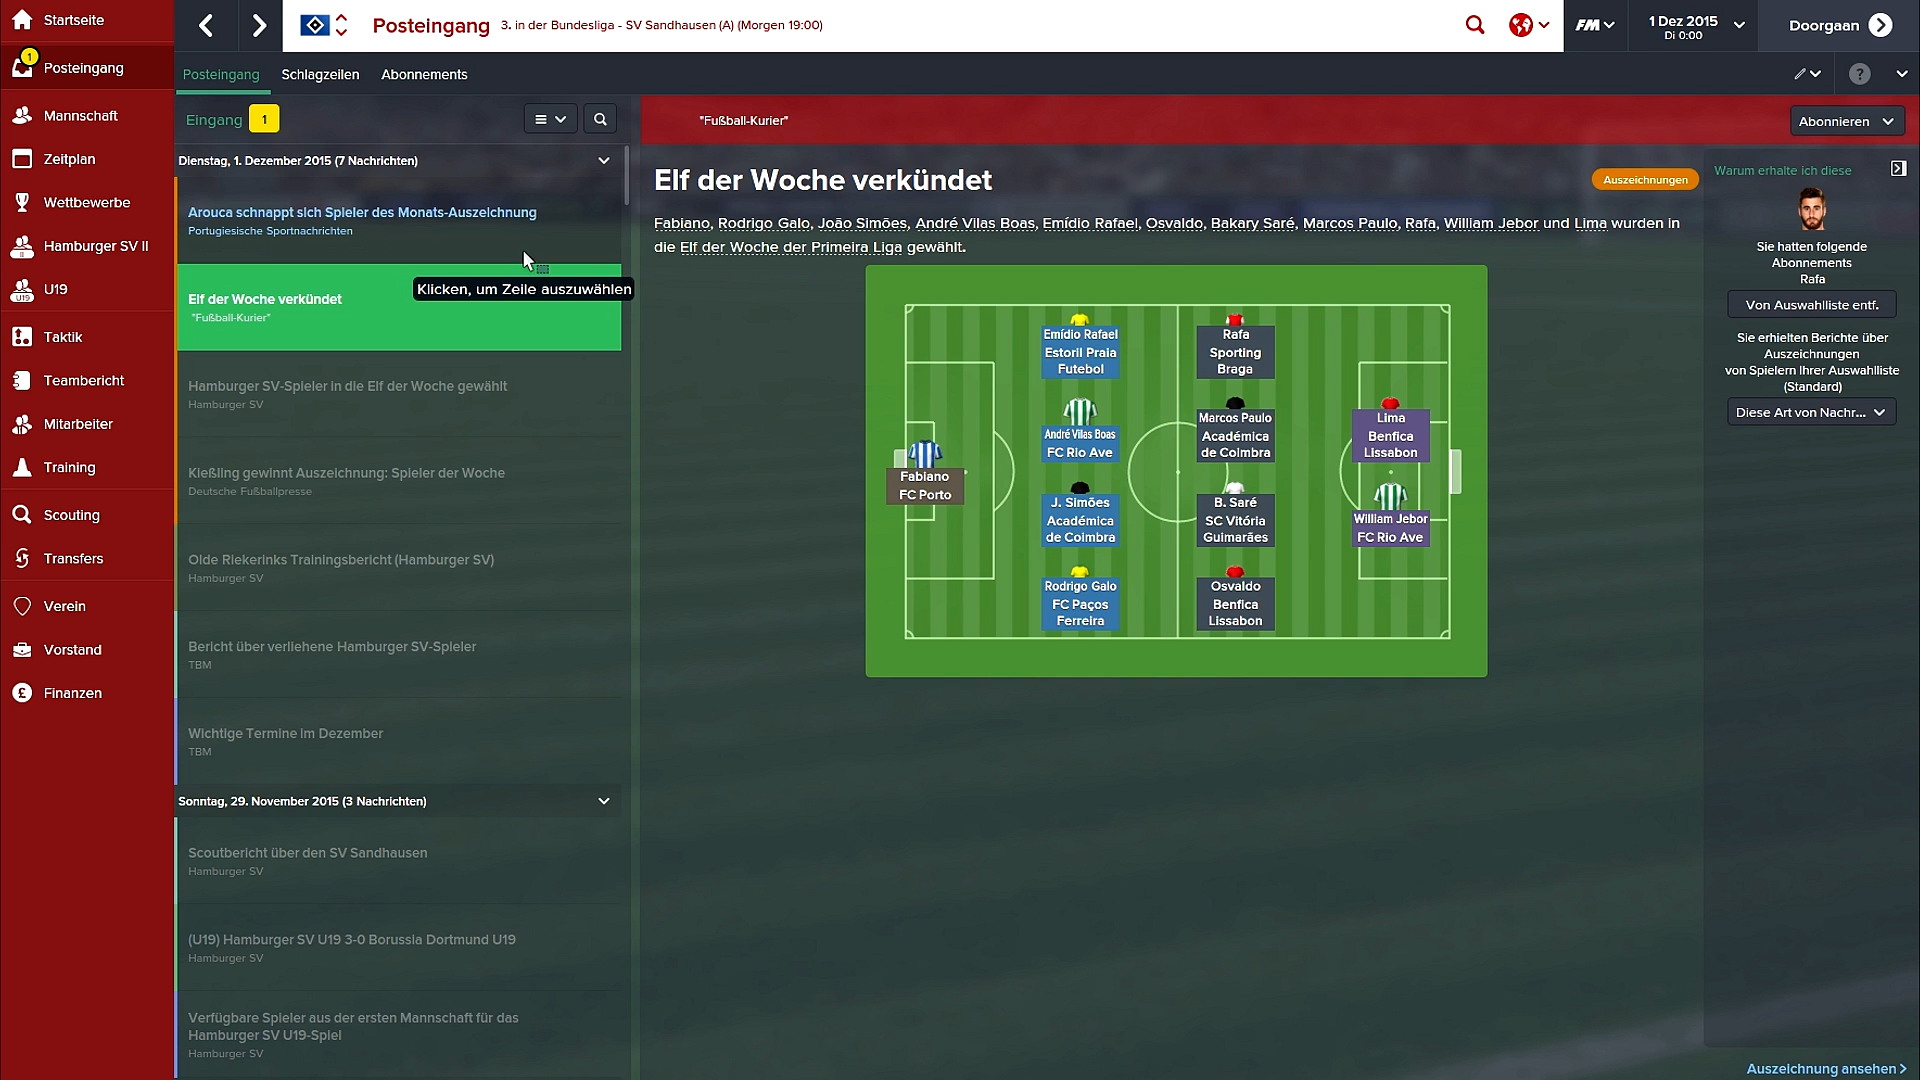 Startseite
1
Posteingang
Mannschaft
Zeitplan
Wettbewerbe
Hamburger SV II
U19
Taktik
Teambericht
Mitarbeiter
Training
Scouting
Transfers
Verein
Vorstand
Finanzen
Posteingang
3. in der Bundesliga - SV Sandhausen (A) (Morgen 19:00)
FM
1 Dez 2015
Di 0:00
Doorgaan
Posteingang
Schlagzeilen
Abonnements
?
Eingang
1
Dienstag, 1. Dezember 2015 (7 Nachrichten)
Arouca schnappt sich Spieler des Monats-Auszeichnung
Portugiesische Sportnachrichten
Elf der Woche verkündet
"Fußball-Kurier"
Klicken, um Zeile auszuwählen
Hamburger SV-Spieler in die Elf der Woche gewählt
Hamburger SV
Kießling gewinnt Auszeichnung: Spieler der Woche
Deutsche Fußballpresse
Olde Riekerinks Trainingsbericht (Hamburger SV)
Hamburger SV
Bericht über verliehene Hamburger SV-Spieler
TBM
Wichtige Termine im Dezember
TBM
Sonntag, 29. November 2015 (3 Nachrichten)
Scoutbericht über den SV Sandhausen
Hamburger SV
(U19) Hamburger SV U19 3-0 Borussia Dortmund U19
Hamburger SV
Verfügbare Spieler aus der ersten Mannschaft für das
Hamburger SV U19-Spiel
Hamburger SV
"Fußball-Kurier"
Abonnieren
Elf der Woche verkündet
Auszeichnungen
Fabiano, Rodrigo Galo, João Simões, André Vilas Boas, Emídio Rafael, Osvaldo, Bakary Saré, Marcos Paulo, Rafa, William Jebor und Lima wurden in
die Elf der Woche der Primeira Liga gewählt.
Fabiano
FC Porto
Emídio Rafael
Estoril Praia
Futebol
André Vilas Boas
FC Rio Ave
J. Simões
Académica
de Coimbra
Rodrigo Galo
FC Paços
Ferreira
Rafa
Sporting
Braga
Marcos Paulo
Académica
de Coimbra
B. Saré
SC Vitória
Guimarães
Osvaldo
Benfica
Lissabon
Lima
Benfica
Lissabon
William Jebor
FC Rio Ave
Warum erhalte ich diese
Sie hatten folgende
Abonnements
Rafa
Von Auswahlliste entf.
Sie erhielten Berichte über
Auszeichnungen
von Spielern Ihrer Auswahlliste
(Standard)
Diese Art von Nachr...
Auszeichnung ansehen >